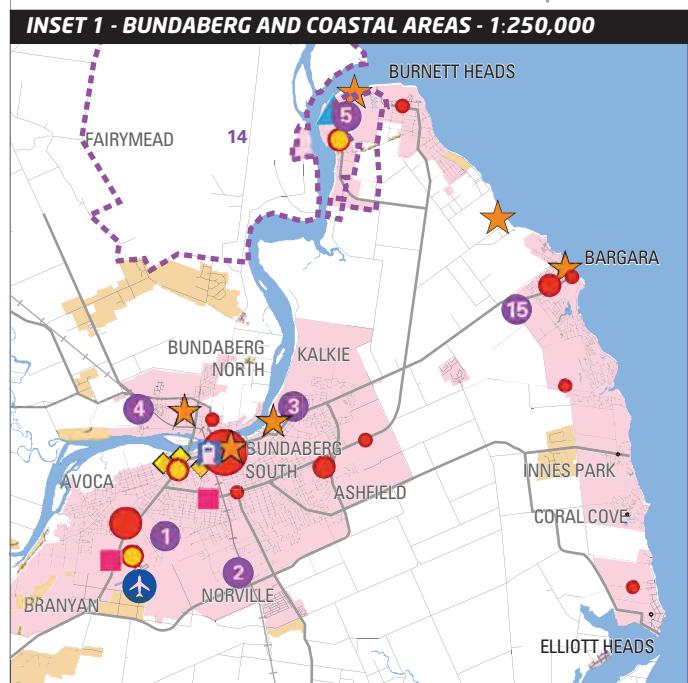 INSET 1 - BUNDABERG AND COASTAL AREAS - 1:250,000
BURNETT HEADS
5
FAIRYMEAD
14
BARGARA
15
BUNDABERG
NORTH
KALKIE
4
3
BUNDABERG
SOUTH
AVOCA
INNES PARK
ASHFIELD
CORAL COVE
1
2
NORVILLE
BRANYAN
ELLIOTT HEADS